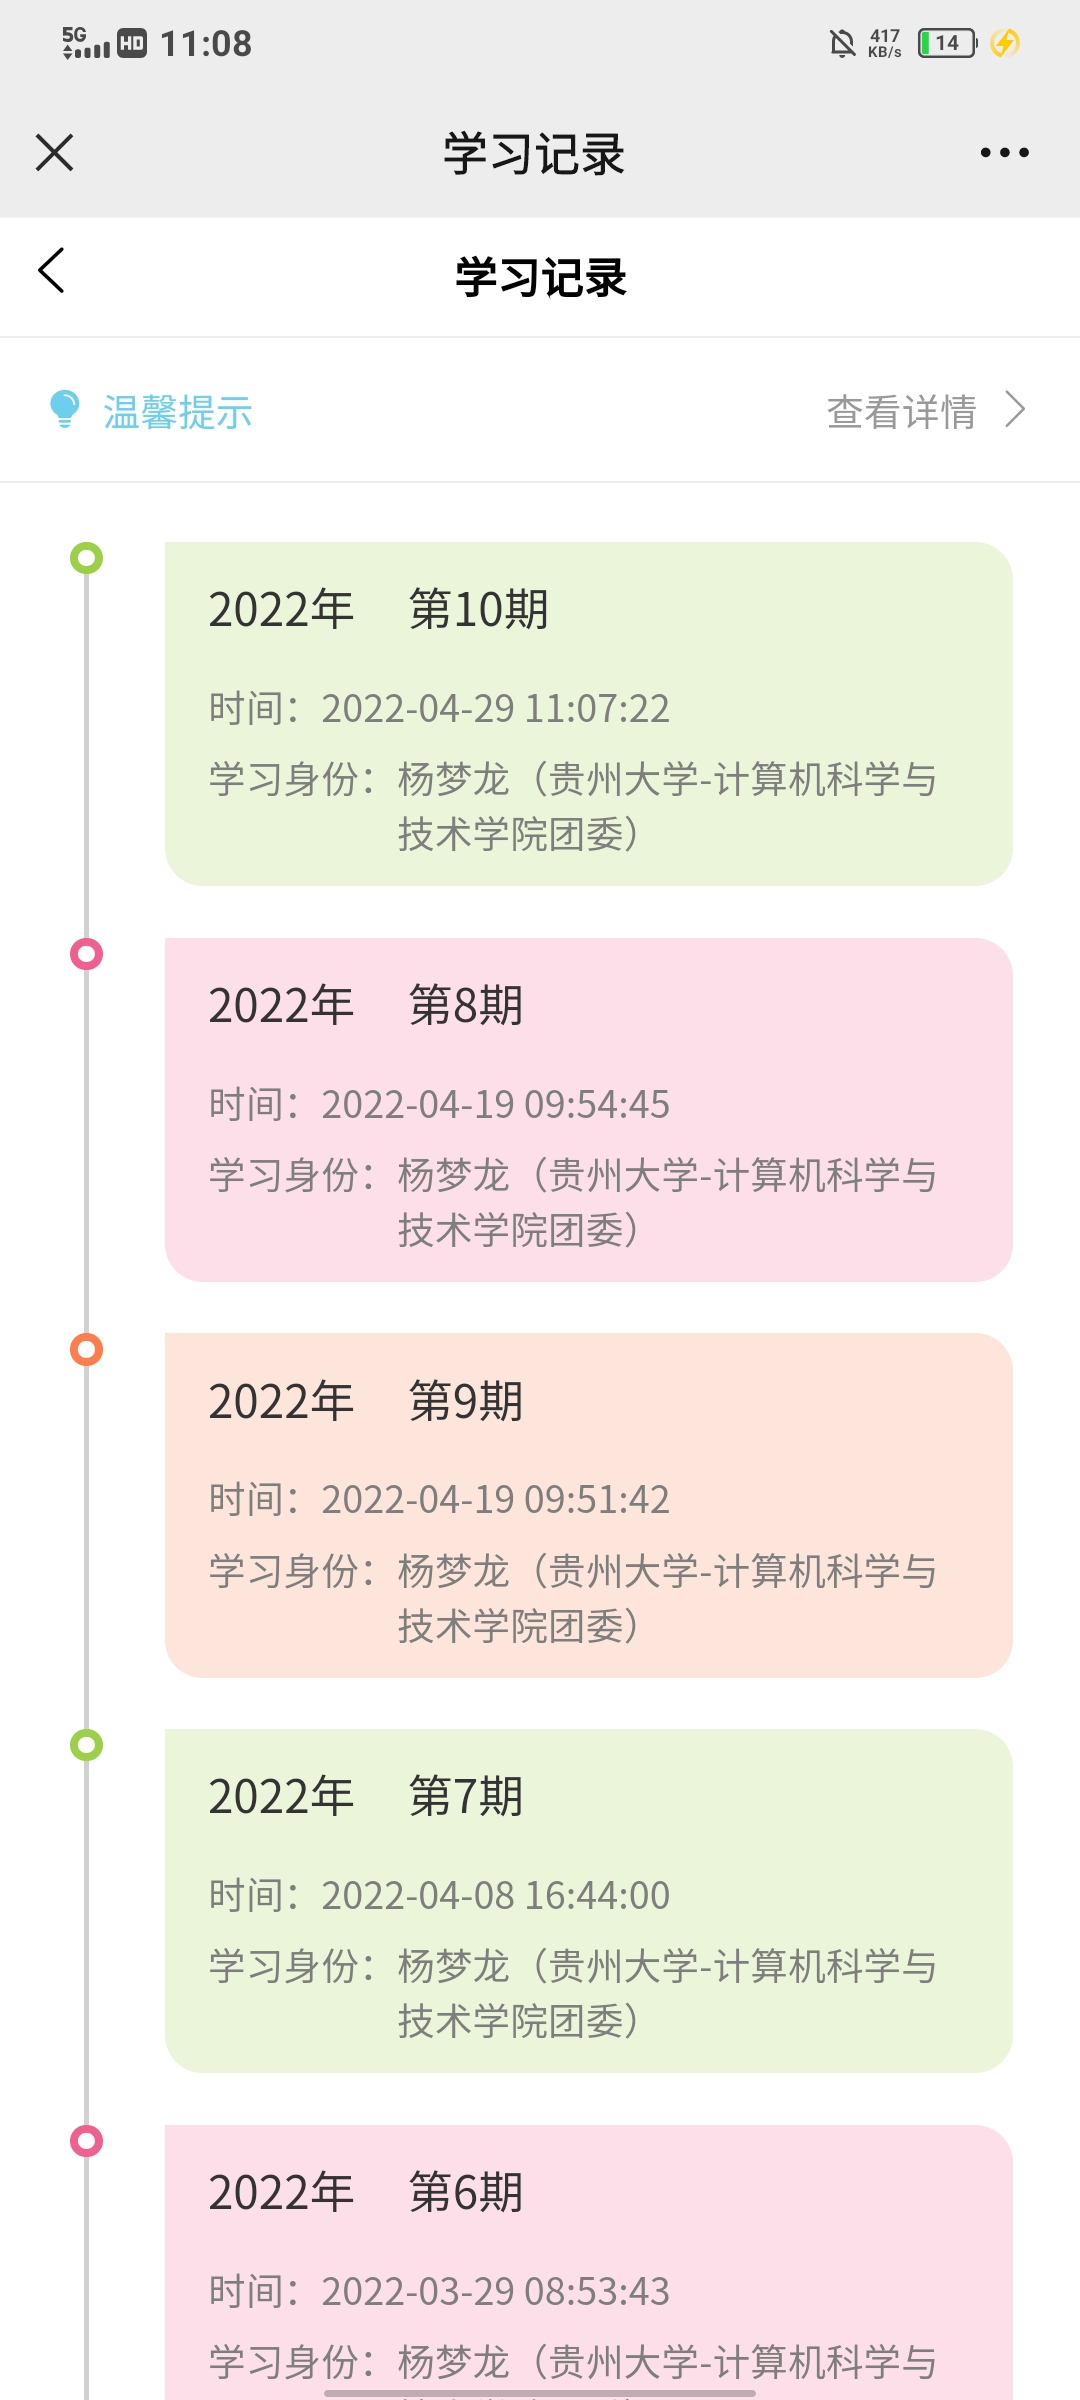 5G HD 11:08 417 KB/s 14
学习记录
学习记录
温馨提示 查看详情
2022年 第10期
时间：2022-04-29 11:07:22
学习身份：杨梦龙（贵州大学-计算机科学与
技术学院团委）
2022年 第8期
时间：2022-04-19 09:54:45
学习身份：杨梦龙（贵州大学-计算机科学与
技术学院团委）
2022年 第9期
时间：2022-04-19 09:51:42
学习身份：杨梦龙（贵州大学-计算机科学与
技术学院团委）
2022年 第7期
时间：2022-04-08 16:44:00
学习身份：杨梦龙（贵州大学-计算机科学与
技术学院团委）
2022年 第6期
时间：2022-03-29 08:53:43
学习身份：杨梦龙（贵州大学-计算机科学与